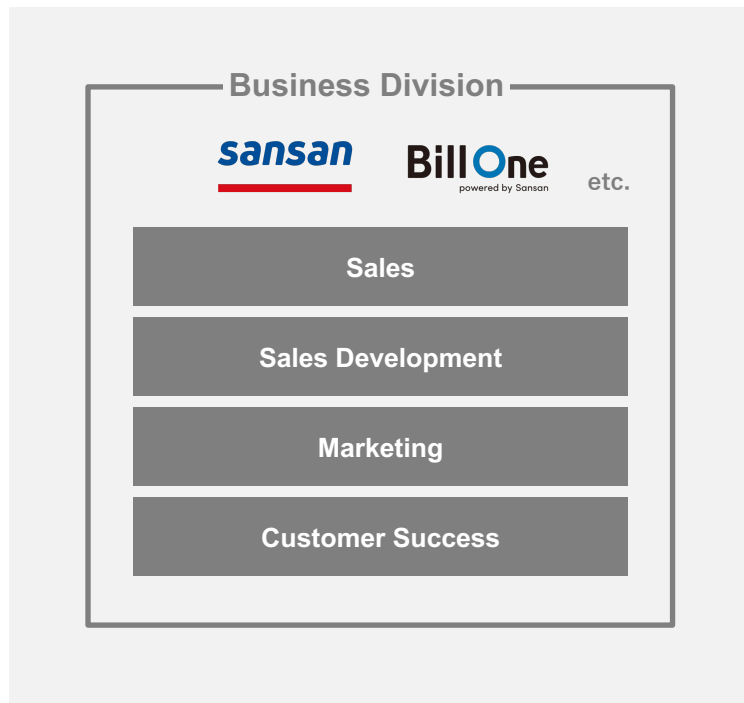 Business Division
sansan
Bill One
powered by Sansan
etc.
Sales
Sales Development
Marketing
Customer Success